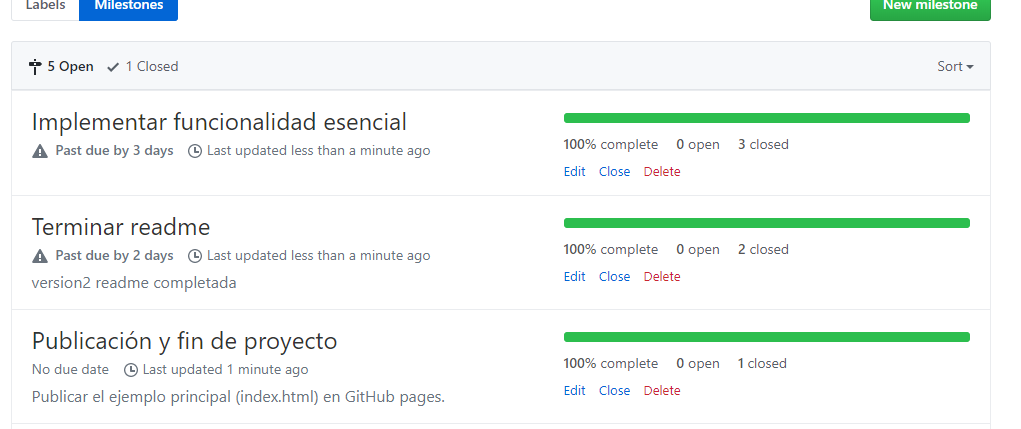 Labels Milestones New milestone
5 Open 1 Closed Sort
Implementar funcionalidad esencial
Past due by 3 days Last updated less than a minute ago
100% complete 0 open 3 closed
Edit Close Delete
Terminar readme
Past due by 2 days Last updated less than a minute ago
version2 readme completada
100% complete 0 open 2 closed
Edit Close Delete
Publicación y fin de proyecto
No due date Last updated 1 minute ago
Publicar el ejemplo principal (index.html) en GitHub pages.
100% complete 0 open 1 closed
Edit Close Delete